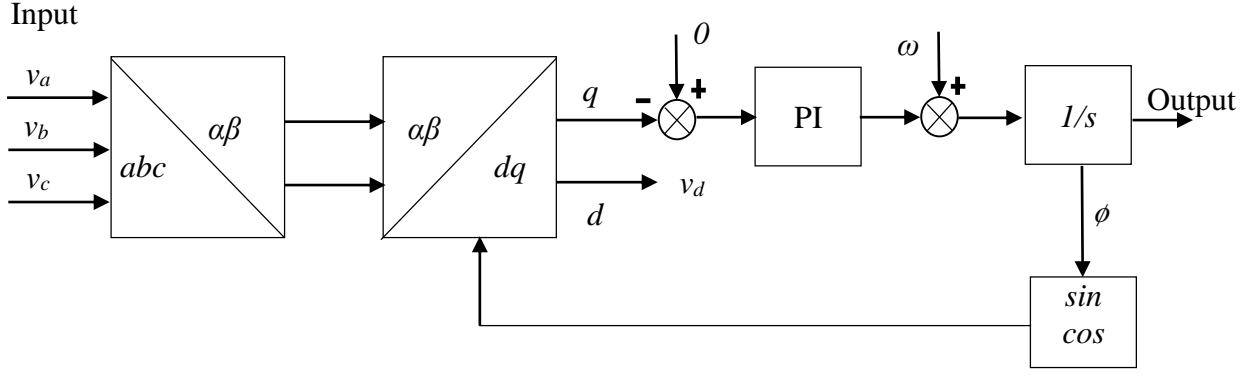 Input
v_a
v_b
v_c
abc
αβ
αβ
dq
q
d
v_d
0
-
+
PI
ω
+
1/s
Output
ϕ
sin
cos